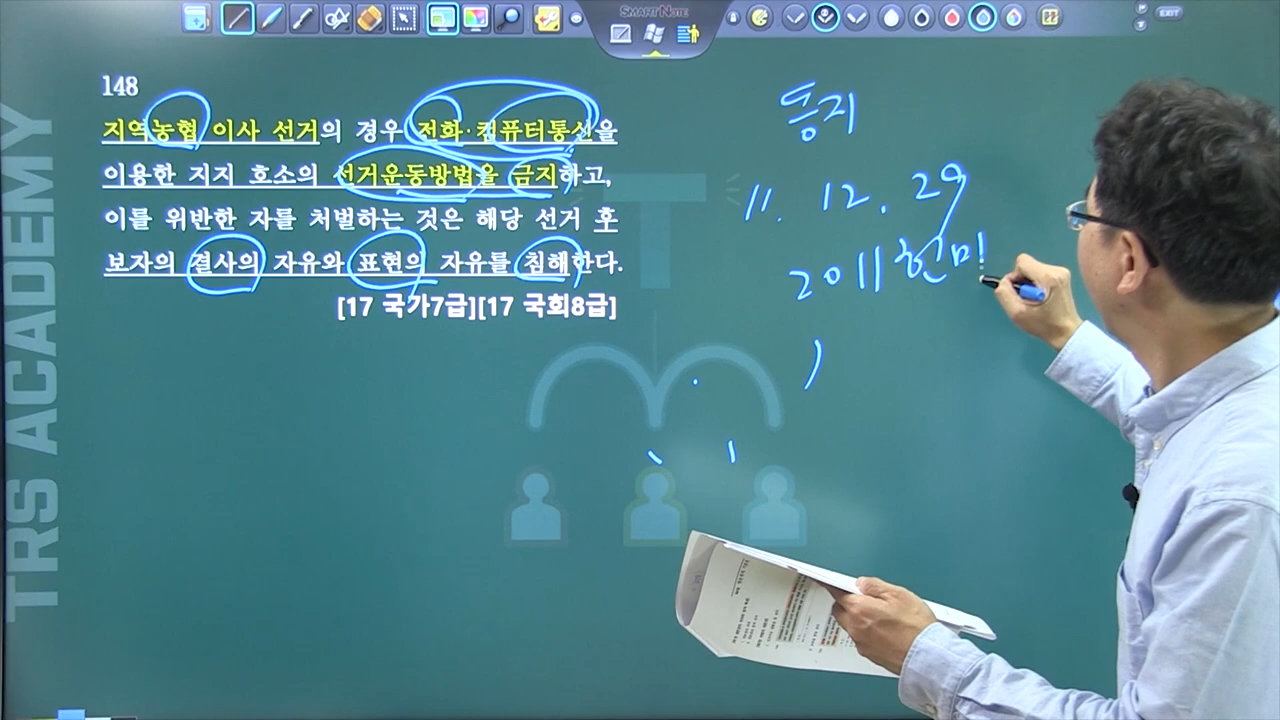 SMART NOTE
EXIT
148
지역농협 이사 선거의 경우 전화·컴퓨터통신을
이용한 지지 호소의 선거운동방법을 금지하고,
이를 위반한 자를 처벌하는 것은 해당 선거 후
보자의 결사의 자유와 표현의 자유를 침해한다.
[17 국가7급][17 국회8급]
11. 12. 29
2011헌마
TRS ACADEMY